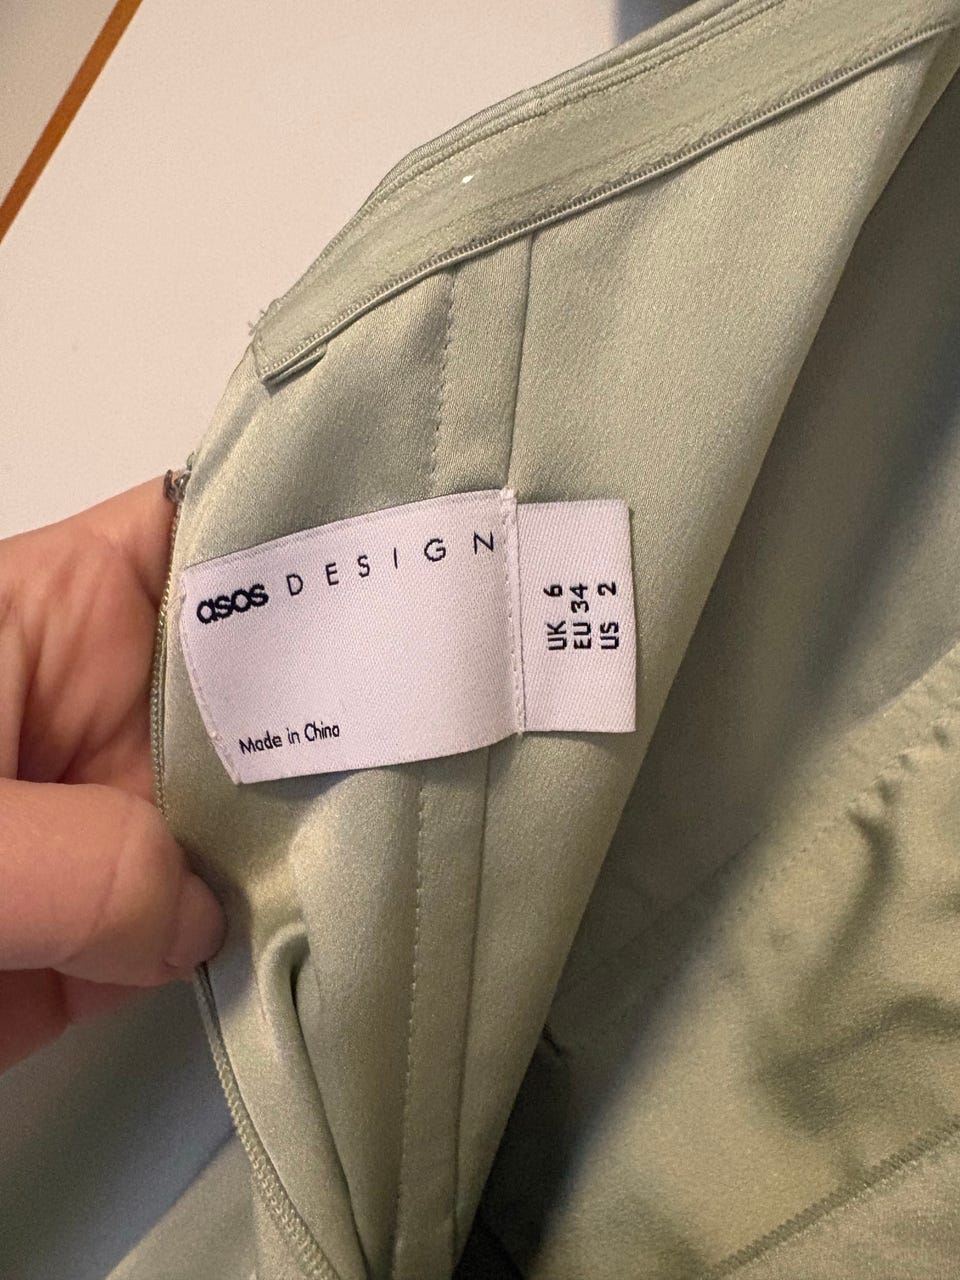 asos DESIGN
Made in China
UK 6
EU 34
US 2